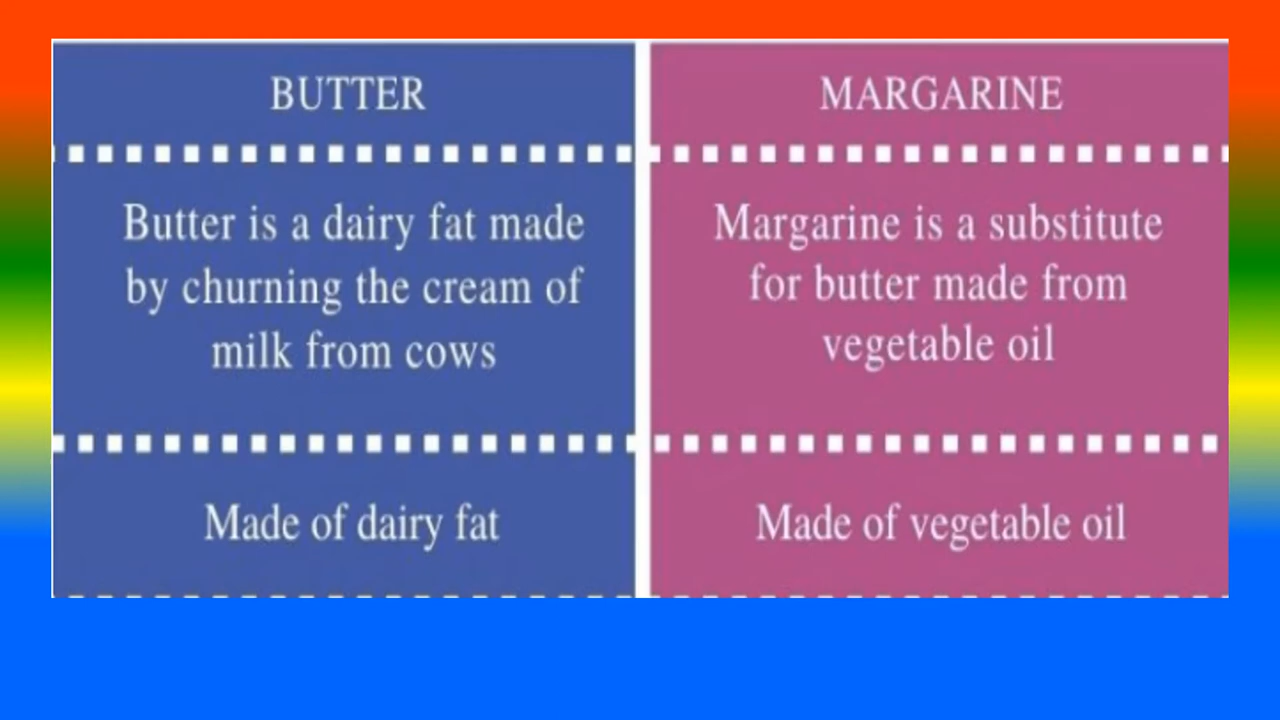 BUTTER
Butter is a dairy fat made
by churning the cream of
milk from cows
Made of dairy fat
MARGARINE
Margarine is a substitute
for butter made from
vegetable oil
Made of vegetable oil